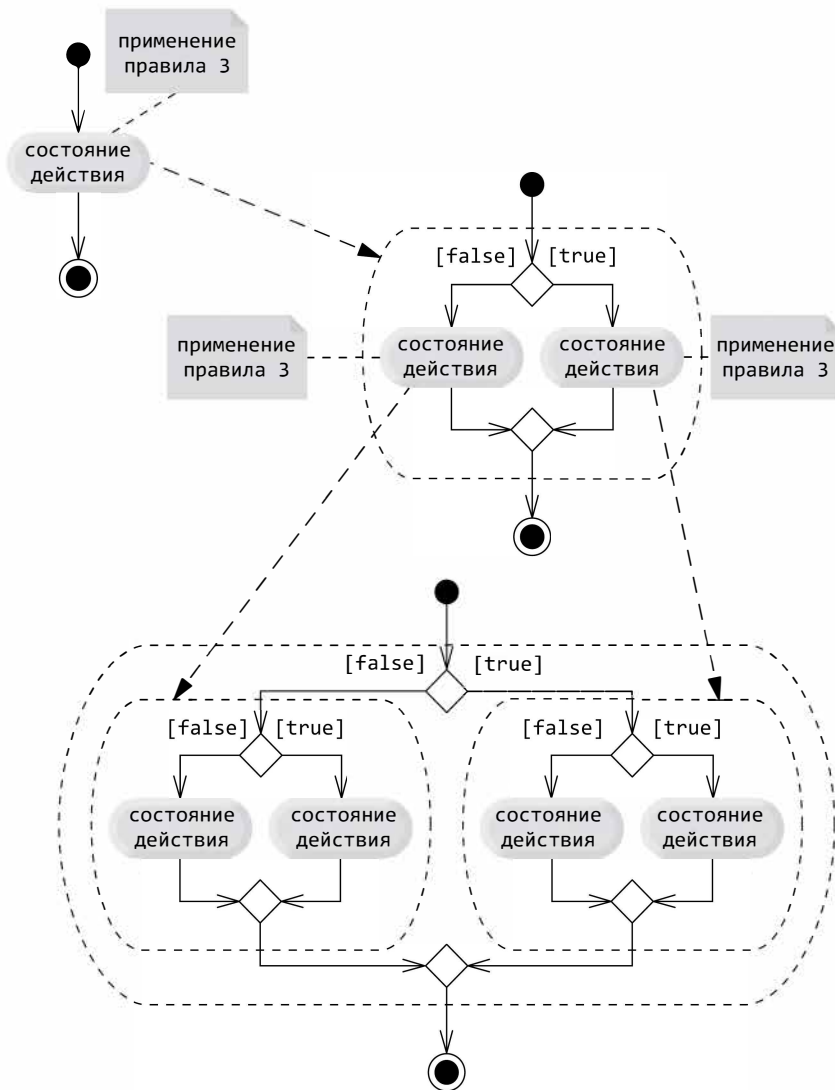 применение
правила 3
состояние
действия
[false] [true]
применение
правила 3
состояние
действия
состояние
действия
применение
правила 3
[false] [true]
[false] [true]
[false] [true]
состояние
действия
состояние
действия
состояние
действия
состояние
действия